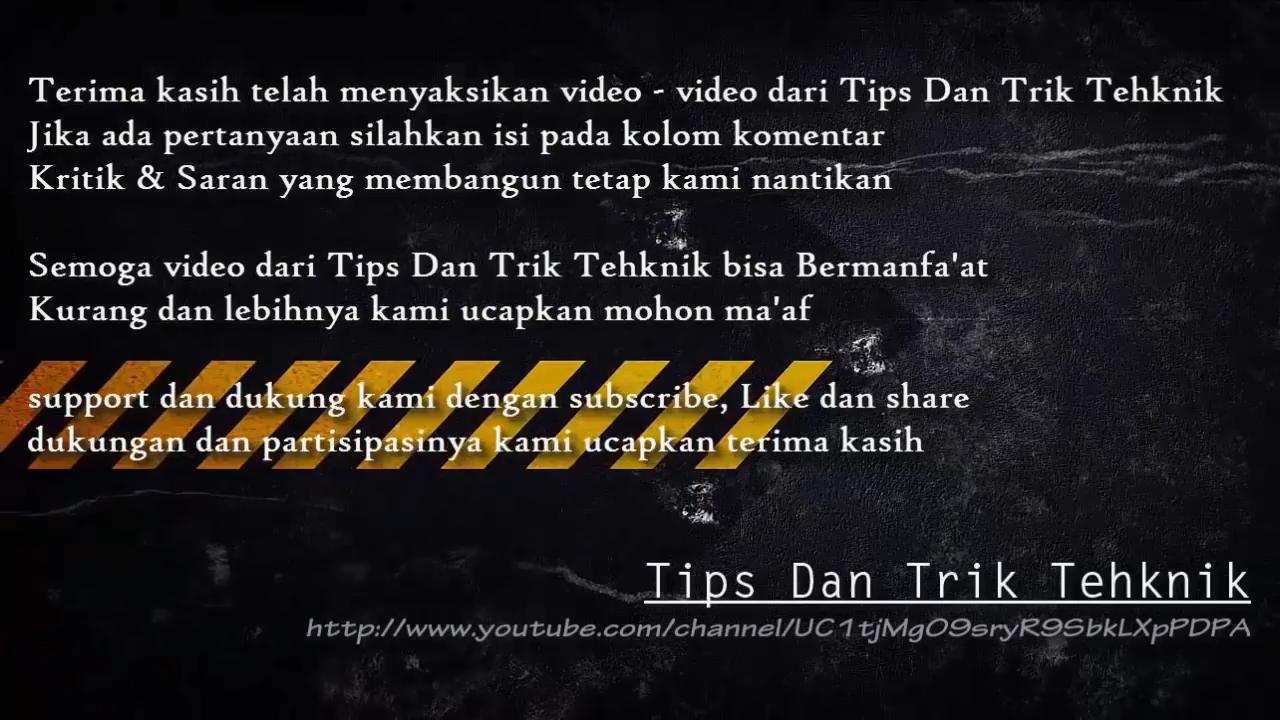 Terima kasih telah menyaksikan video - video dari Tips Dan Trik Tehknik
Jika ada pertanyaan silahkan isi pada kolom komentar
Kritik & Saran yang membangun tetap kami nantikan
Semoga video dari Tips Dan Trik Tehknik bisa Bermanfa'at
Kurang dan lebihnya kami ucapkan mohon ma'af
support dan dukung kami dengan subscribe, Like dan share
dukungan dan partisipasinya kami ucapkan terima kasih
Tips Dan Trik Tehknik
http://www.youtube.com/channel/UC1tjMgO9sryR9SbkLXpPDPA